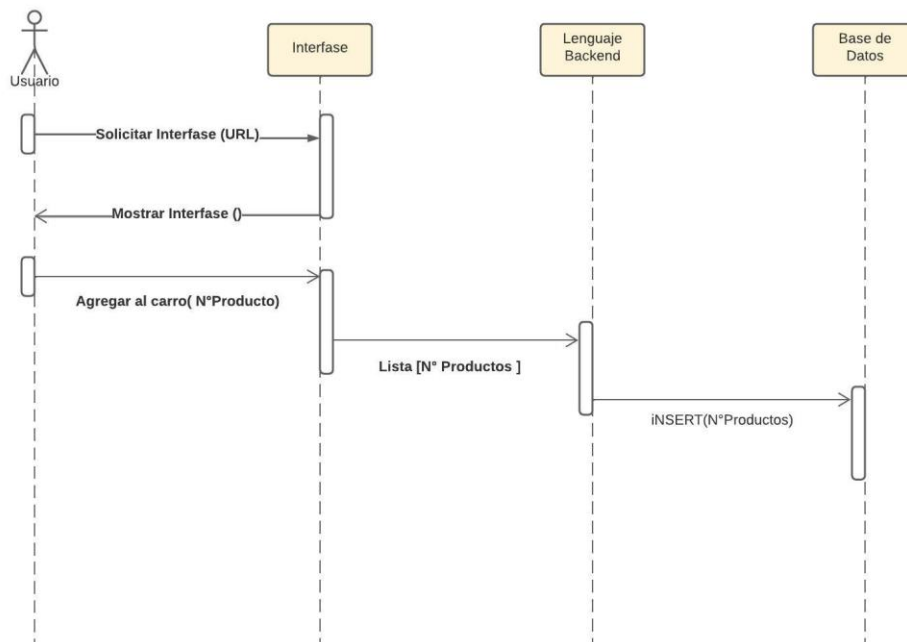 Usuario
Interfase
Lenguaje
Backend
Base de
Datos
Solicitar Interfase (URL)
Mostrar Interfase ()
Agregar al carro( N°Producto)
Lista [N° Productos ]
iNSERT(N°Productos)